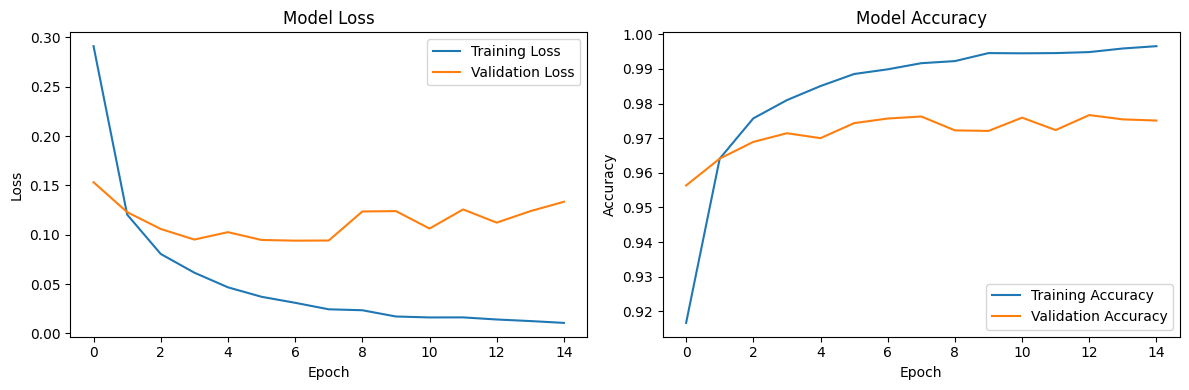 Model Loss
0.30
0.25
0.20
0.15
0.10
0.05
0.00
Loss
Training Loss
Validation Loss
0 2 4 6 8 10 12 14
Epoch
Model Accuracy
1.00
0.99
0.98
0.97
0.96
0.95
0.94
0.93
0.92
Accuracy
Training Accuracy
Validation Accuracy
0 2 4 6 8 10 12 14
Epoch